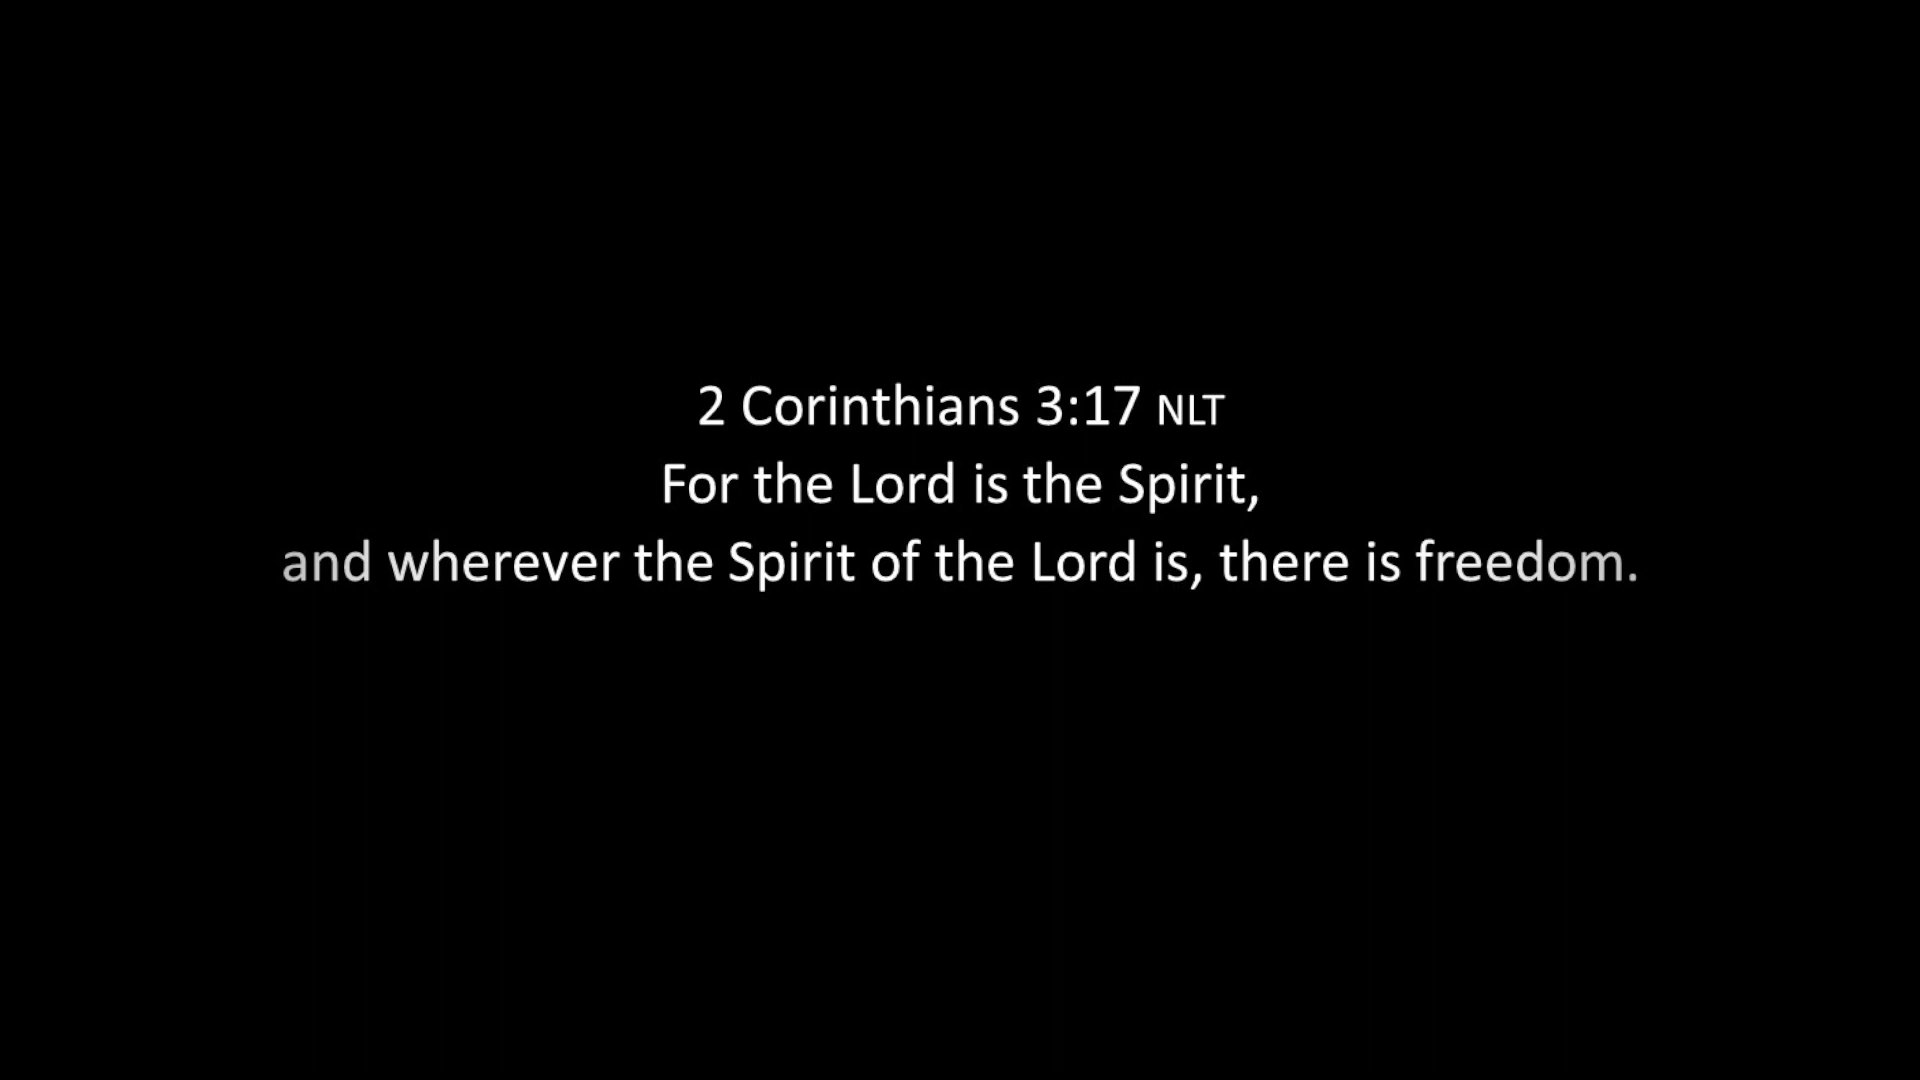 2 Corinthians 3:17 NLT
For the Lord is the Spirit,
and wherever the Spirit of the Lord is, there is freedom.